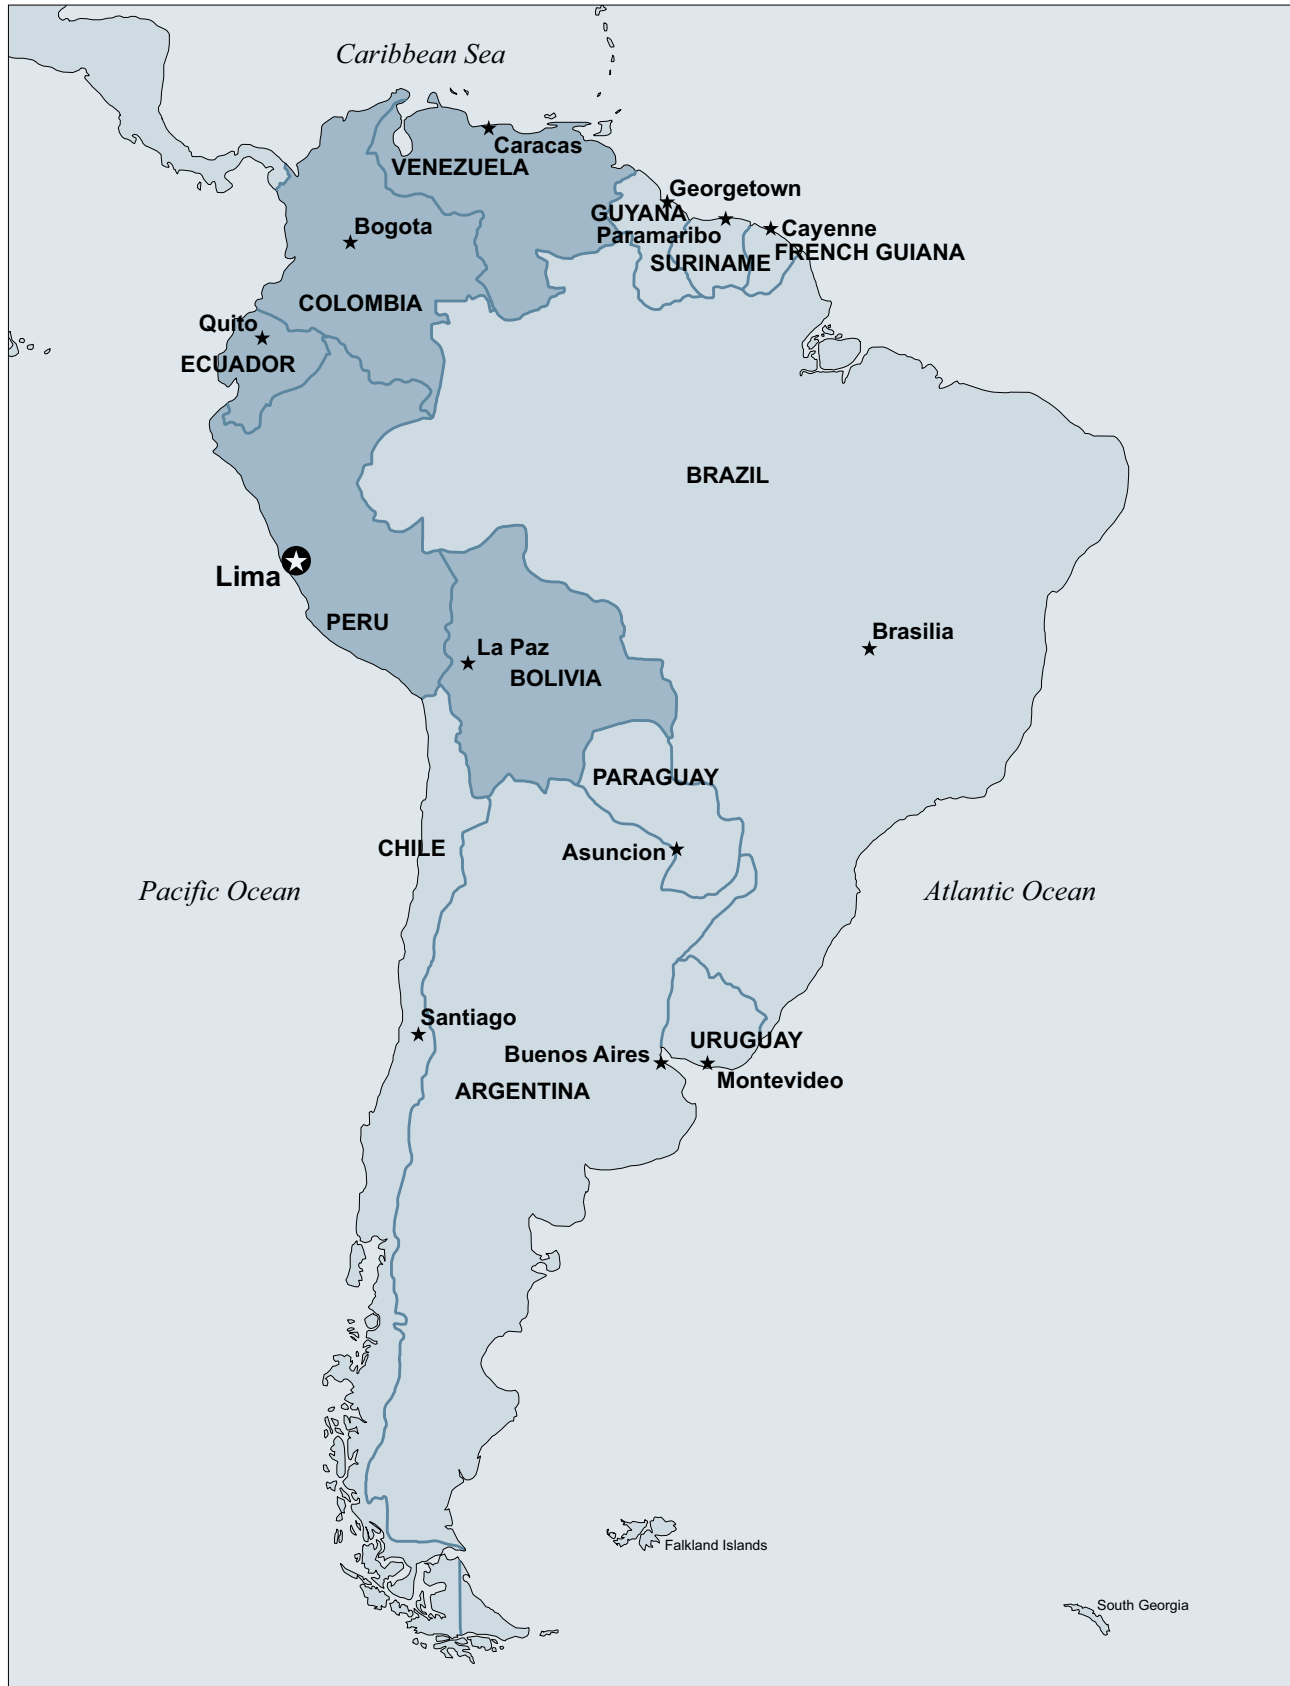 Caribbean Sea
Caracas
VENEZUELA
Georgetown
GUYANA
Bogota
Paramaribo
Cayenne
FRENCH GUIANA
SURINAME
COLOMBIA
Quito
ECUADOR
BRAZIL
Lima
PERU
Brasilia
La Paz
BOLIVIA
PARAGUAY
CHILE
Asuncion
Pacific Ocean
Atlantic Ocean
Santiago
URUGUAY
Buenos Aires
Montevideo
ARGENTINA
Falkland Islands
South Georgia